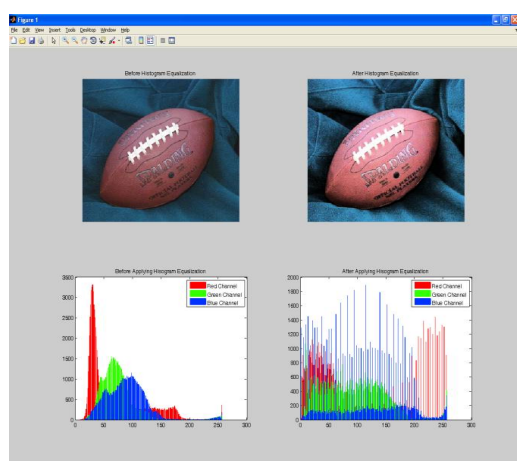 Figure 1
File Edit View Insert Tools Desktop Window Help
Before Histogram Equalization
After Histogram Equalization
SPALDING
Before Applying Hisogram Equalization
After Applying Hisogram Equalization
3500
3000
2500
2000
1500
1000
500
0
0 50 100 150 200 250 300
Red Channel
Green Channel
Blue Channel
2000
1800
1600
1400
1200
1000
800
600
400
200
0
0 50 100 150 200 250 300
Red Channel
Green Channel
Blue Channel